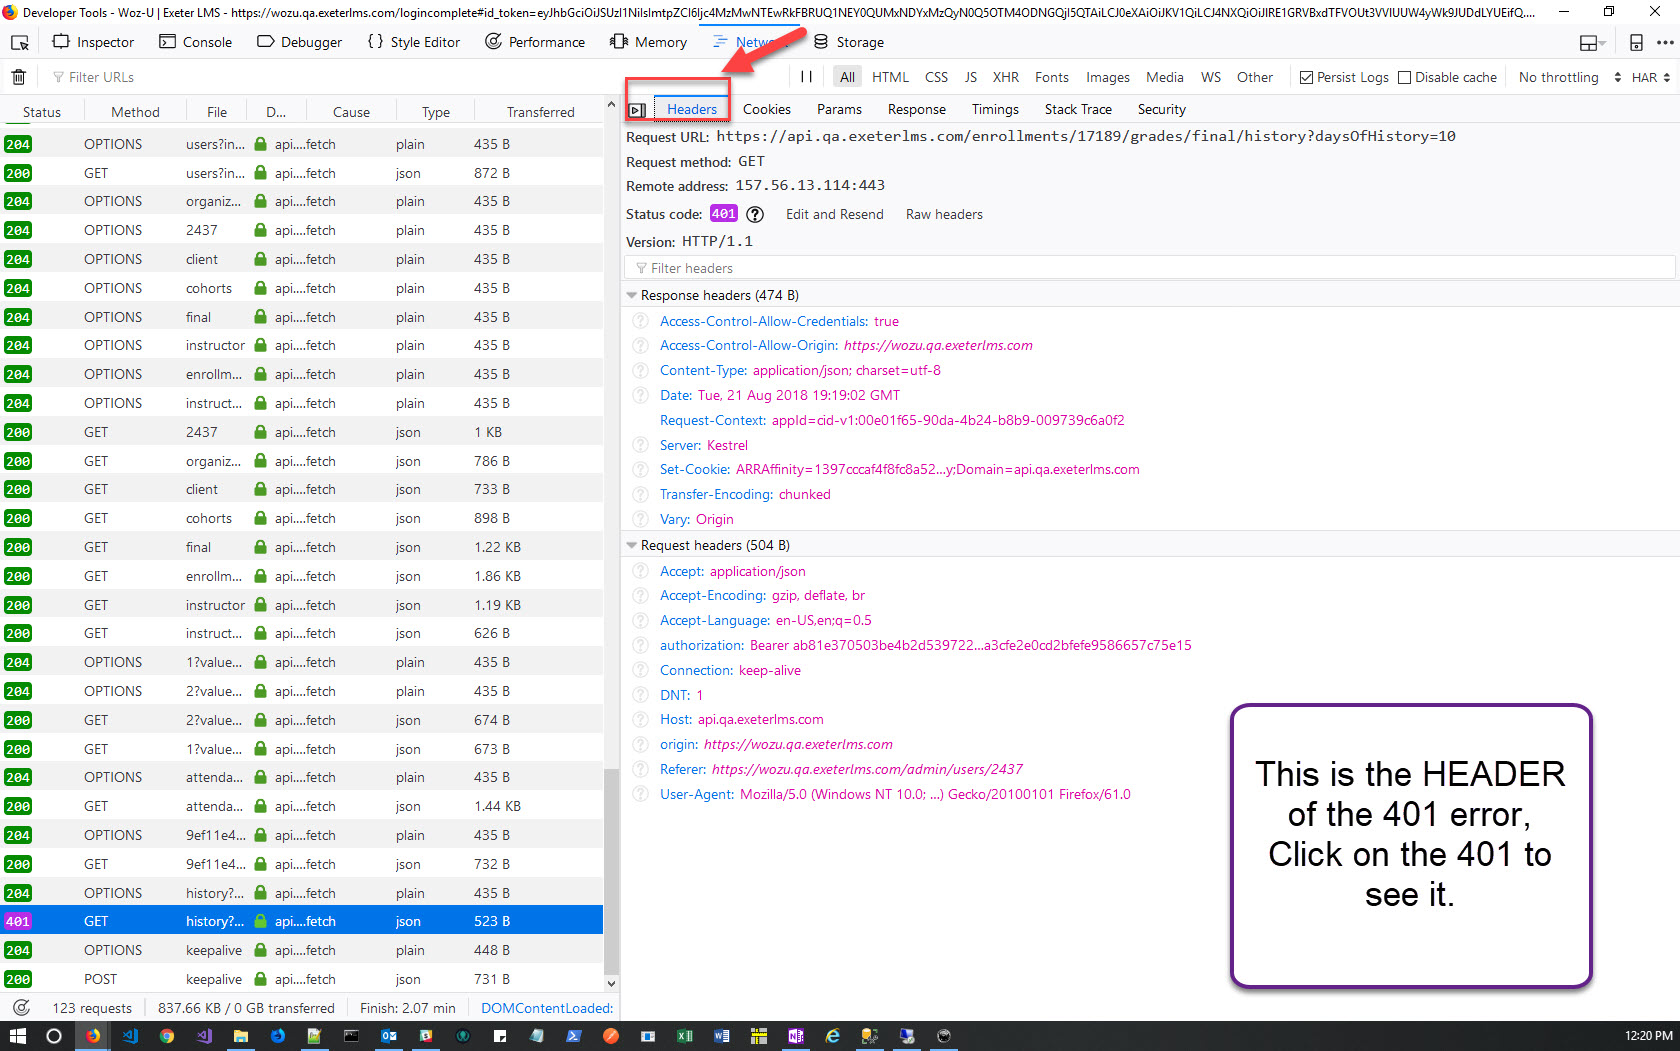 Developer Tools - Woz-U | Exeter LMS - https://wozu.qa.exeterlms.com/logincomplete#id_token=
Inspector Console Debugger { } Style Editor Performance Memory Netw Storage
Filter URLs All HTML CSS JS XHR Fonts Images Media WS Other Persist Logs Disable cache No throttling HAR
Status Method File D... Cause Type Transferred
204 OPTIONS users?in... api....fetch plain 435 B
200 GET users?in... api....fetch json 872 B
204 OPTIONS organiz... api....fetch plain 435 B
204 OPTIONS 2437 api....fetch plain 435 B
204 OPTIONS client api....fetch plain 435 B
204 OPTIONS cohorts api....fetch plain 435 B
204 OPTIONS final api....fetch plain 435 B
204 OPTIONS instructor api....fetch plain 435 B
204 OPTIONS enrollm... api....fetch plain 435 B
204 OPTIONS instruct... api....fetch plain 435 B
200 GET 2437 api....fetch json 1 KB
200 GET organiz... api....fetch json 786 B
200 GET client api....fetch json 733 B
200 GET cohorts api....fetch json 898 B
200 GET final api....fetch json 1.22 KB
200 GET enrollm... api....fetch json 1.86 KB
200 GET instructor api....fetch json 1.19 KB
200 GET instruct... api....fetch json 626 B
204 OPTIONS 1?value... api....fetch plain 435 B
204 OPTIONS 2?value... api....fetch plain 435 B
200 GET 2?value... api....fetch json 674 B
200 GET 1?value... api....fetch json 673 B
204 OPTIONS attenda... api....fetch plain 435 B
200 GET attenda... api....fetch json 1.44 KB
204 OPTIONS 9ef11e4... api....fetch plain 435 B
200 GET 9ef11e4... api....fetch json 732 B
204 OPTIONS history?... api....fetch plain 435 B
401 GET history?... api....fetch json 523 B
204 OPTIONS keepalive api....fetch plain 448 B
200 POST keepalive api....fetch json 731 B
123 requests 837.66 KB / 0 GB transferred Finish: 2.07 min DOMContentLoaded:
Headers Cookies Params Response Timings Stack Trace Security
Request URL: https://api.qa.exeterlms.com/enrollments/17189/grades/final/history?daysOfHistory=10
Request method: GET
Remote address: 157.56.13.114:443
Status code: 401 Edit and Resend Raw headers
Version: HTTP/1.1
Filter headers
Response headers (474 B)
Access-Control-Allow-Credentials: true
Access-Control-Allow-Origin: https://wozu.qa.exeterlms.com
Content-Type: application/json; charset=utf-8
Date: Tue, 21 Aug 2018 19:19:02 GMT
Request-Context: appId=cid-v1:00e01f65-90da-4b24-b8b9-009739c6a0f2
Server: Kestrel
Set-Cookie: ARRAffinity=1397cccaf4f8fc8a52...y;Domain=api.qa.exeterlms.com
Transfer-Encoding: chunked
Vary: Origin
Request headers (504 B)
Accept: application/json
Accept-Encoding: gzip, deflate, br
Accept-Language: en-US,en;q=0.5
authorization: Bearer ab81e370503be4b2d539722...a3cfe2e0cd2bfefe9586657c75e15
Connection: keep-alive
DNT: 1
Host: api.qa.exeterlms.com
origin: https://wozu.qa.exeterlms.com
Referer: https://wozu.qa.exeterlms.com/admin/users/2437
User-Agent: Mozilla/5.0 (Windows NT 10.0; ...) Gecko/20100101 Firefox/61.0
This is the HEADER
of the 401 error,
Click on the 401 to
see it.
12:20 PM